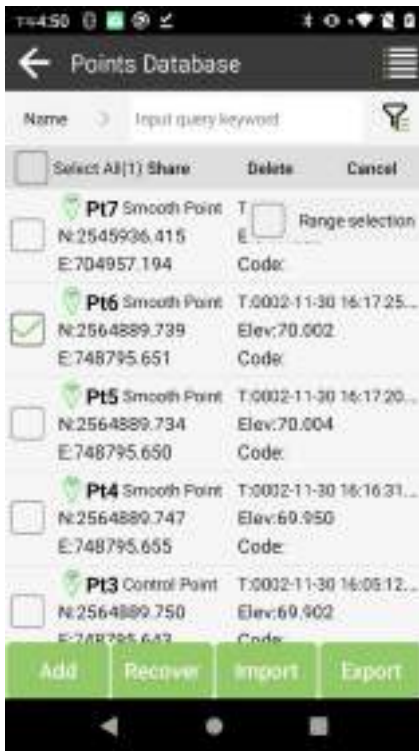 4:50
Points Database
Name Input query keyword
Select All(1) Share Delete Cancel
Pt7 Smooth Point T
Range selection
N:2545936.415 E
E:704957.194 Code:
Pt6 Smooth Point T:0002-11-30 16:17:25...
N:2564889.739 Elev:70.002
E:748795.651 Code:
Pt5 Smooth Point T:0002-11-30 16:17:20...
N:2564889.734 Elev:70.004
E:748795.650 Code:
Pt4 Smooth Point T:0002-11-30 16:16:31...
N:2564889.747 Elev:69.950
E:748795.655 Code:
Pt3 Control Point T:0002-11-30 16:05:12...
N:2564889.750 Elev:69.902
E:748795.643 Code:
Add Recover Import Export